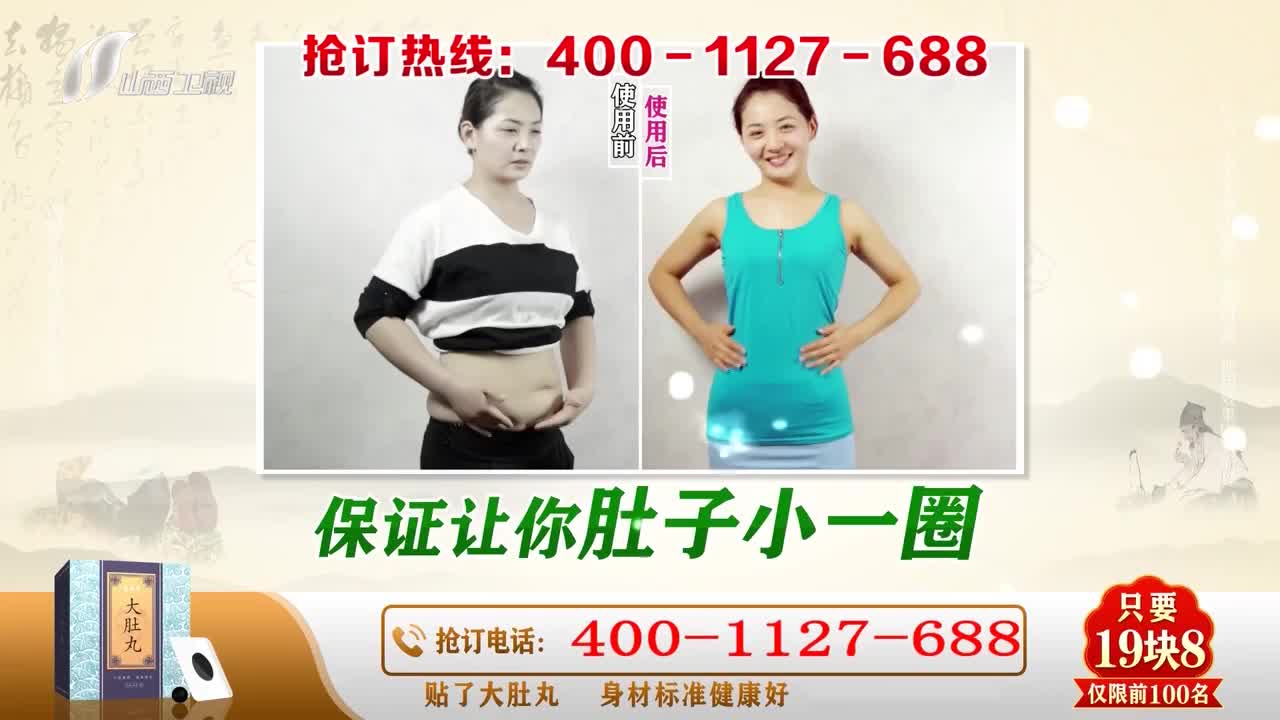 山西卫视
抢订热线：400-1127-688
使用前
使用后
保证让你肚子小一圈
大肚丸
抢订电话：400-1127-688
贴了大肚丸 身材标准健康好
只要
19块8
仅限前100名